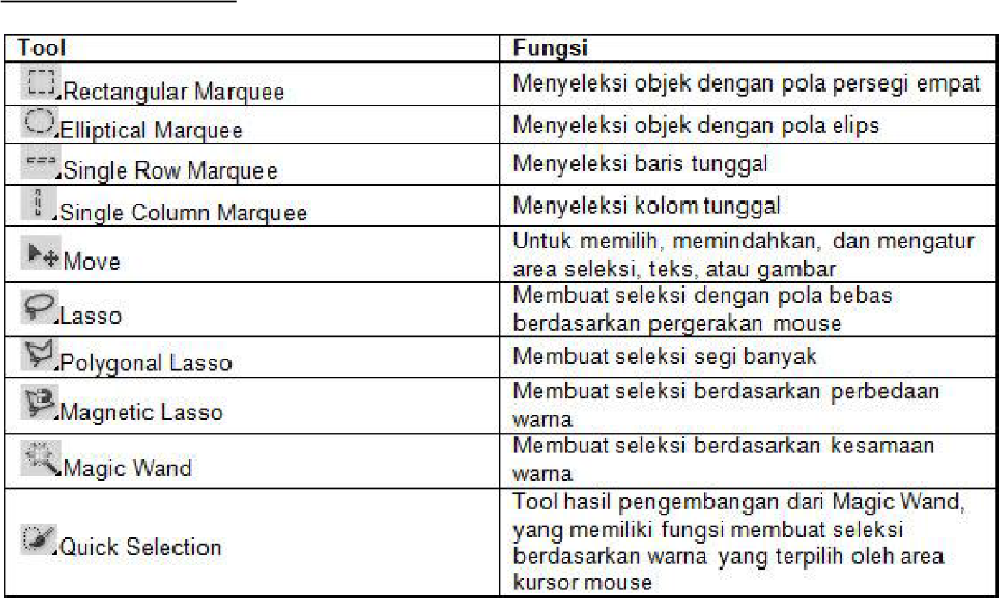 Tool
Fungsi
Rectangular Marquee
Menyeleksi objek dengan pola persegi empat
Elliptical Marquee
Menyeleksi objek dengan pola elips
Single Row Marquee
Menyeleksi baris tunggal
Single Column Marquee
Menyeleksi kolom tunggal
Move
Untuk memilih, memindahkan, dan mengatur
area seleksi, teks, atau gambar
Lasso
Membuat seleksi dengan pola bebas
berdasarkan pergerakan mouse
Polygonal Lasso
Membuat seleksi segi banyak
Magnetic Lasso
Membuat seleksi berdasarkan perbedaan
warna
Magic Wand
Membuat seleksi berdasarkan kesamaan
warna
Quick Selection
Tool hasil pengembangan dari Magic Wand,
yang memiliki fungsi membuat seleksi
berdasarkan warna yang terpilih oleh area
kursor mouse